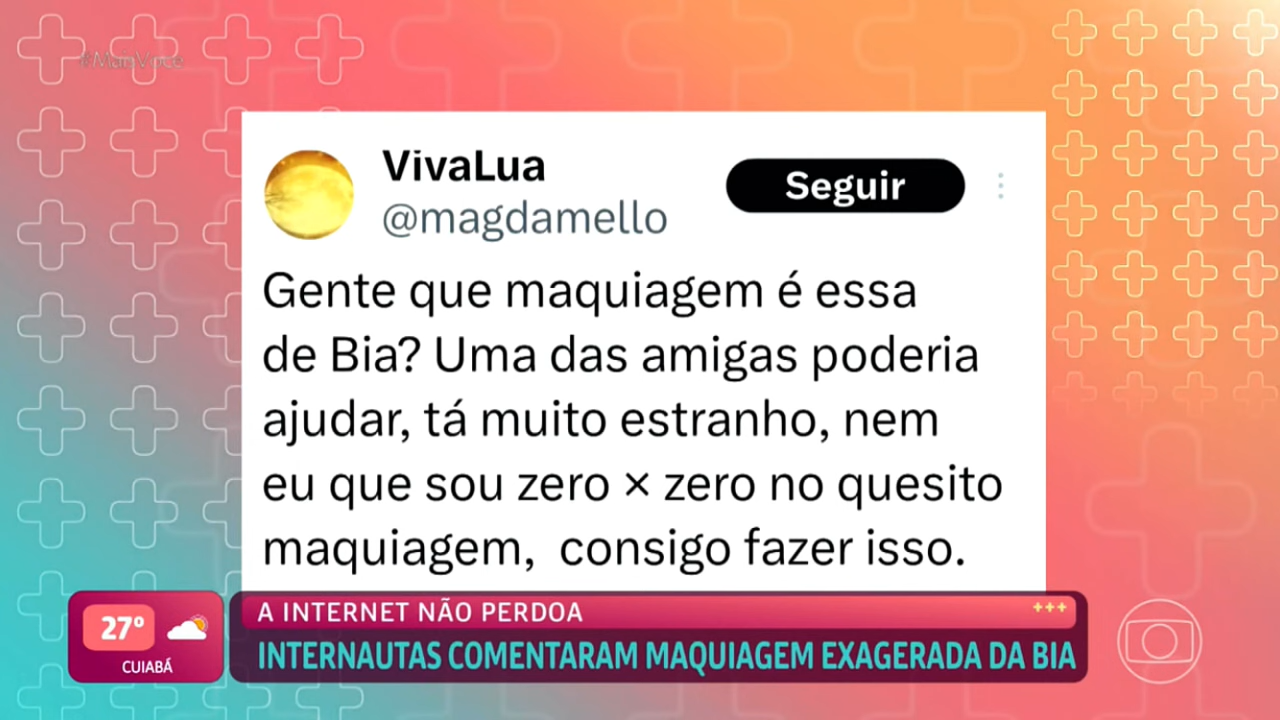 #MaisVocê
VivaLua
@magdamello
Seguir
Gente que maquiagem é essa
de Bia? Uma das amigas poderia
ajudar, tá muito estranho, nem
eu que sou zero × zero no quesito
maquiagem, consigo fazer isso.
A INTERNET NÃO PERDOA
INTERNAUTAS COMENTARAM MAQUIAGEM EXAGERADA DA BIA
27º
CUIABÁ